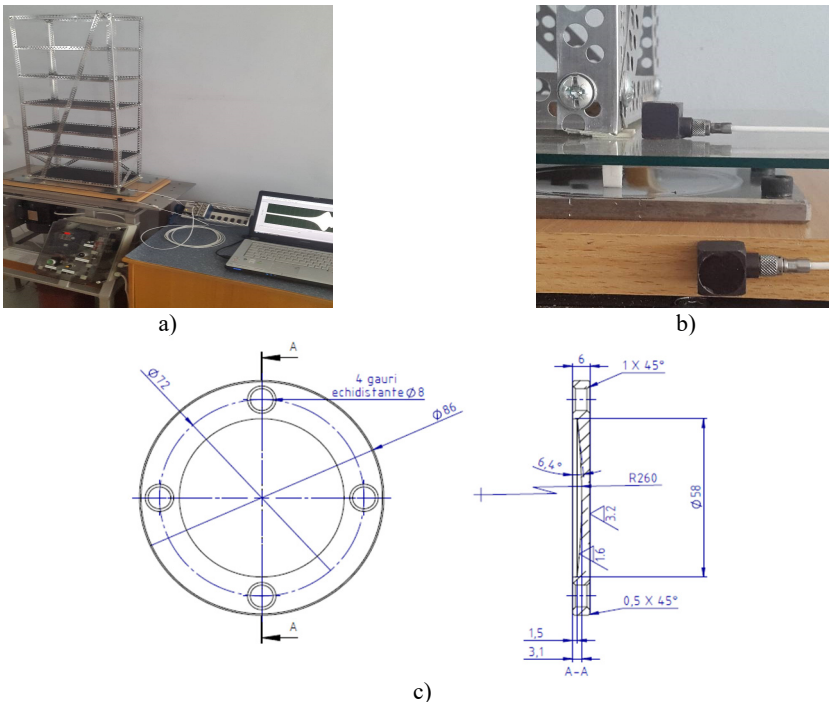 a)
b)
A
Ø72
4 gauri
echidistante Ø8
Ø86
A
6
1 X 45°
6,4°
R260
Ø58
3.2
1.6
0,5 X 45°
1,5
3,1
A-A
c)